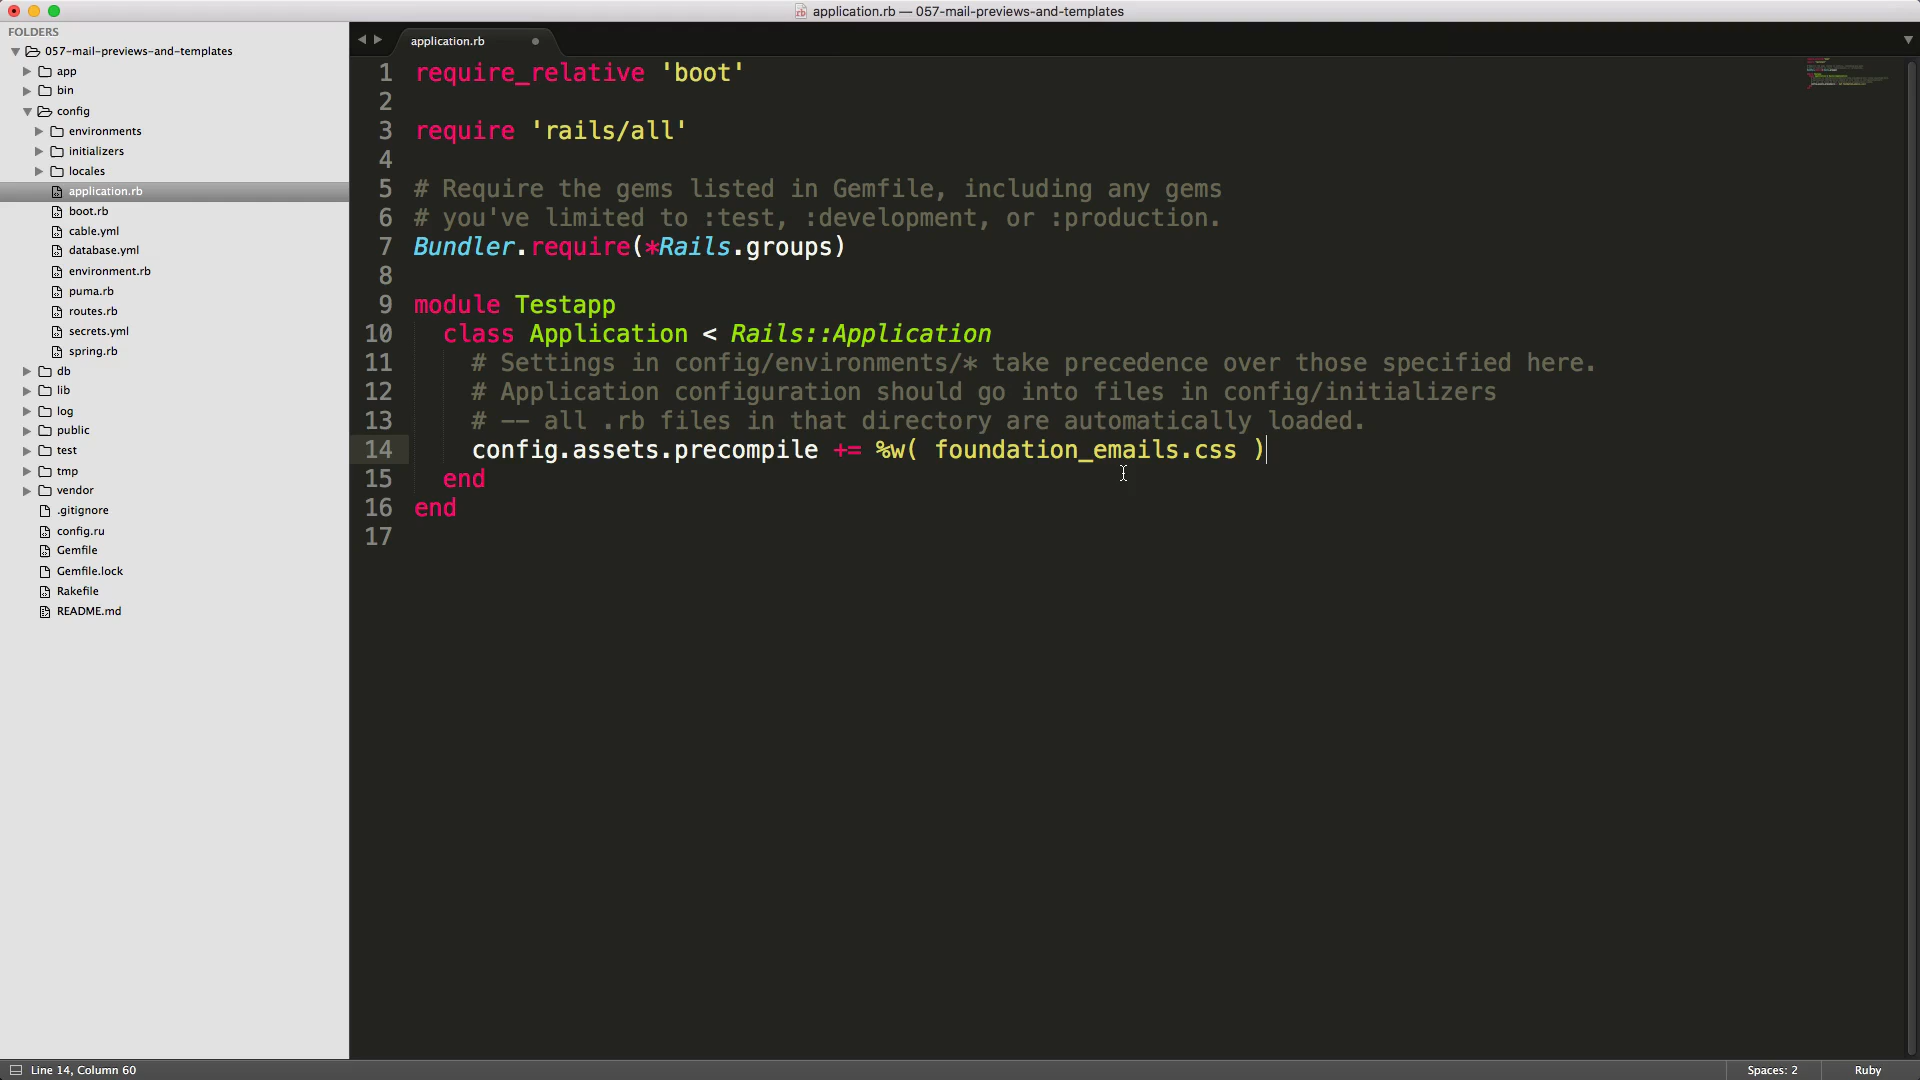 application.rb — 057-mail-previews-and-templates
FOLDERS
057-mail-previews-and-templates
app
bin
config
environments
initializers
locales
application.rb
boot.rb
cable.yml
database.yml
environment.rb
puma.rb
routes.rb
secrets.yml
spring.rb
db
lib
log
public
test
tmp
vendor
.gitignore
config.ru
Gemfile
Gemfile.lock
Rakefile
README.md
application.rb
1 require_relative 'boot'
2
3 require 'rails/all'
4
5 # Require the gems listed in Gemfile, including any gems
6 # you've limited to :test, :development, or :production.
7 Bundler.require(*Rails.groups)
8
9 module Testapp
10 class Application < Rails::Application
11 # Settings in config/environments/* take precedence over those specified here.
12 # Application configuration should go into files in config/initializers
13 # -- all .rb files in that directory are automatically loaded.
14 config.assets.precompile += %w( foundation_emails.css )
15 end
16 end
17
Line 14, Column 60
Spaces: 2
Ruby